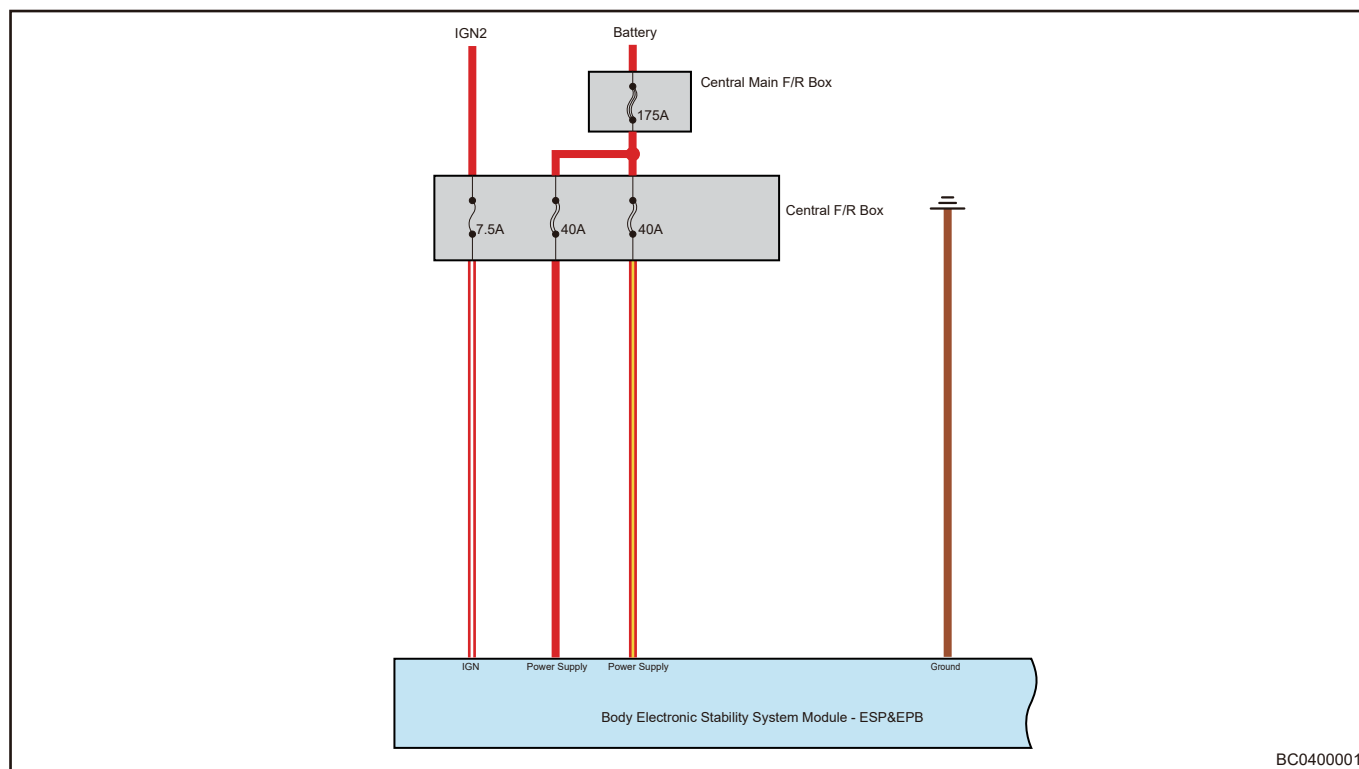 IGN2
Battery
Central Main F/R Box
175A
Central F/R Box
7.5A
40A
40A
IGN
Power Supply
Power Supply
Ground
Body Electronic Stability System Module - ESP&EPB
BC0400001